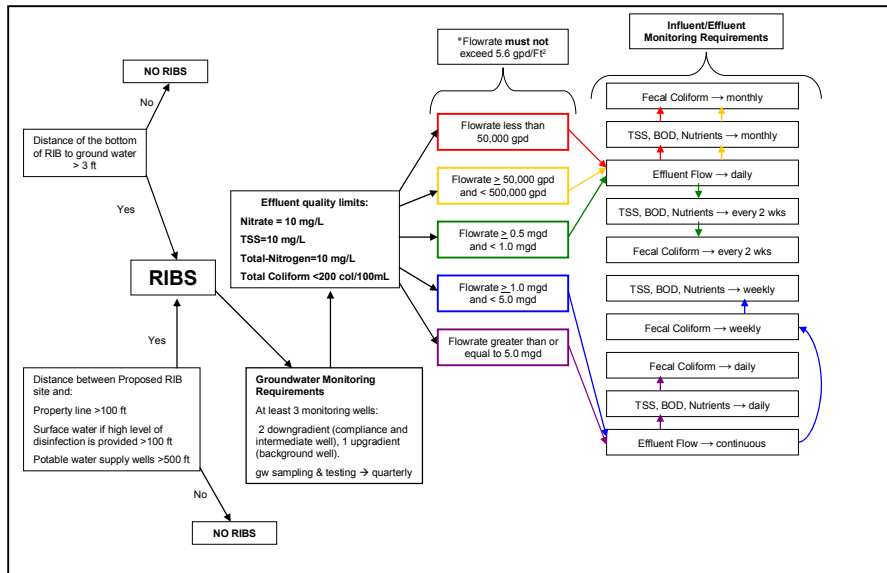 NO RIBS
No
Distance of the bottom
of RIB to ground water
> 3 ft
Yes
RIBS
Yes
Distance between Proposed RIB
site and:
Property line >100 ft
Surface water if high level of
disinfection is provided >100 ft
Potable water supply wells >500 ft
No
NO RIBS
Effluent quality limits:
Nitrate = 10 mg/L
TSS=10 mg/L
Total-Nitrogen=10 mg/L
Total Coliform <200 col/100mL
Groundwater Monitoring
Requirements
At least 3 monitoring wells:
2 downgradient (compliance and
intermediate well), 1 upgradient
(background well).
gw sampling & testing → quarterly
*Flowrate must not
exceed 5.6 gpd/Ft²
Flowrate less than
50,000 gpd
Flowrate ≥ 50,000 gpd
and < 500,000 gpd
Flowrate ≥ 0.5 mgd
and < 1.0 mgd
Flowrate ≥ 1.0 mgd
and < 5.0 mgd
Flowrate greater than or
equal to 5.0 mgd
Influent/Effluent
Monitoring Requirements
Fecal Coliform → monthly
TSS, BOD, Nutrients → monthly
Effluent Flow → daily
TSS, BOD, Nutrients → every 2 wks
Fecal Coliform → every 2 wks
TSS, BOD, Nutrients → weekly
Fecal Coliform → weekly
Fecal Coliform → daily
TSS, BOD, Nutrients → daily
Effluent Flow → continuous